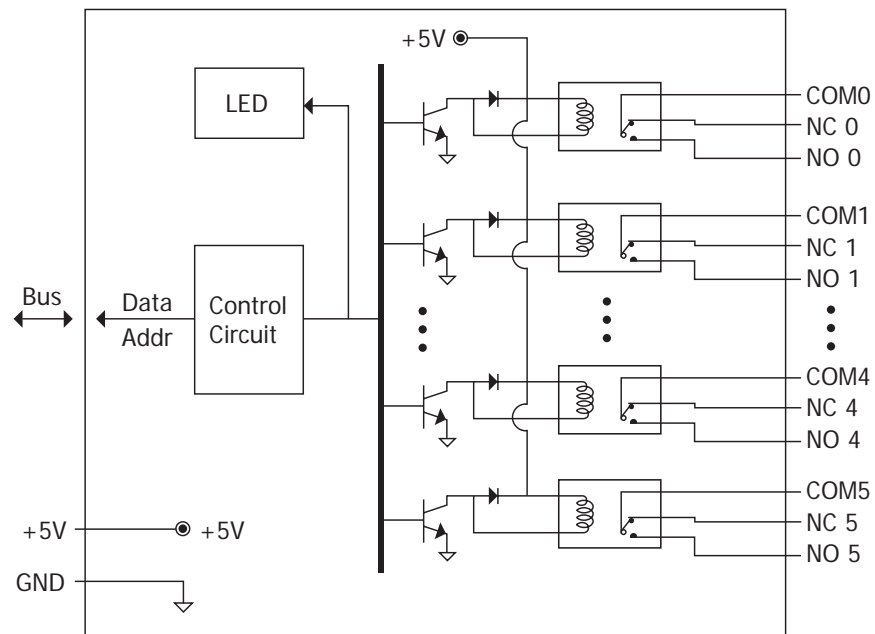 +5V
LED
COM0
NC 0
NO 0
COM1
NC 1
NO 1
Bus
Data
Addr
Control
Circuit
COM4
NC 4
NO 4
COM5
NC 5
NO 5
+5V
+5V
GND